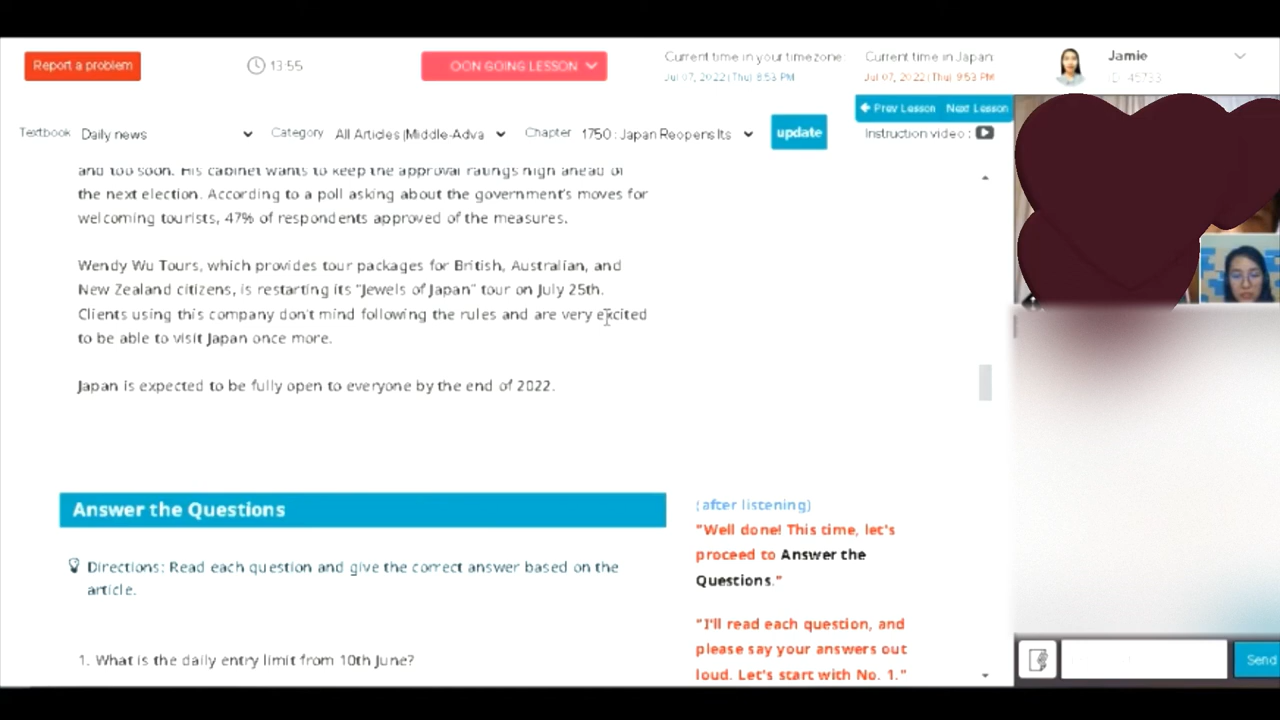 Report a problem
13:55
OON GOING LESSON
Current time in your timezone:
Jul 07, 2022 (Thu) 8:53 PM
Current time in Japan:
Jul 07, 2022 (Thu) 9:53 PM
Jamie
ID: 45733
Prev Lesson Next Lesson
Textbook Daily news Category All Articles (Middle-Adva Chapter 1750 : Japan Reopens Its update Instruction video :
and too soon. His cabinet wants to keep the approval ratings high ahead of
the next election. According to a poll asking about the government's moves for
welcoming tourists, 47% of respondents approved of the measures.
Wendy Wu Tours, which provides tour packages for British, Australian, and
New Zealand citizens, is restarting its "Jewels of Japan" tour on July 25th.
Clients using this company don't mind following the rules and are very excited
to be able to visit Japan once more.
Japan is expected to be fully open to everyone by the end of 2022.
Answer the Questions
Directions: Read each question and give the correct answer based on the
article.
1. What is the daily entry limit from 10th June?
(after listening)
"Well done! This time, let's
proceed to Answer the
Questions."
"I'll read each question, and
please say your answers out
loud. Let's start with No. 1."
Send